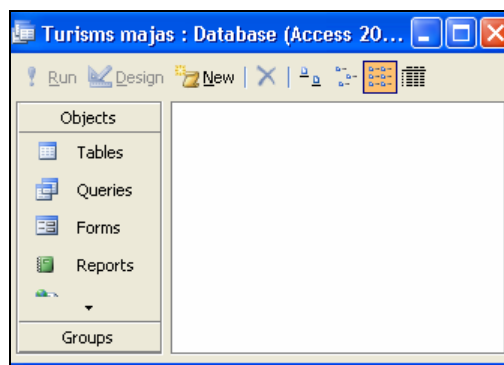 Turisms majas : Database (Access 20...
Run Design New
Objects
Tables
Queries
Forms
Reports
Groups